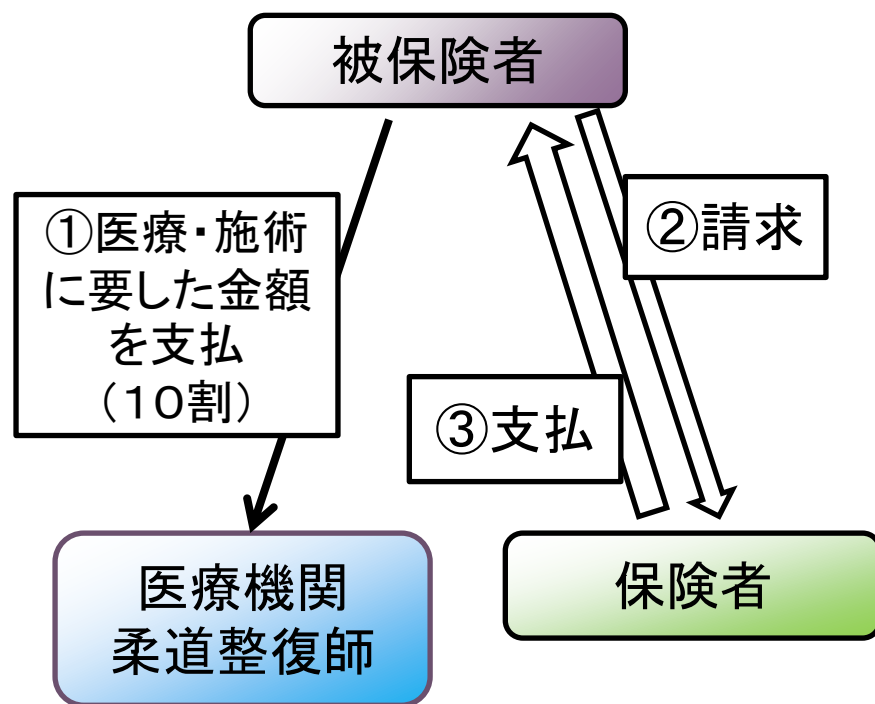 被保険者
①医療・施術
に要した金額
を支払
（１０割）
②請求
③支払
医療機関
柔道整復師
保険者